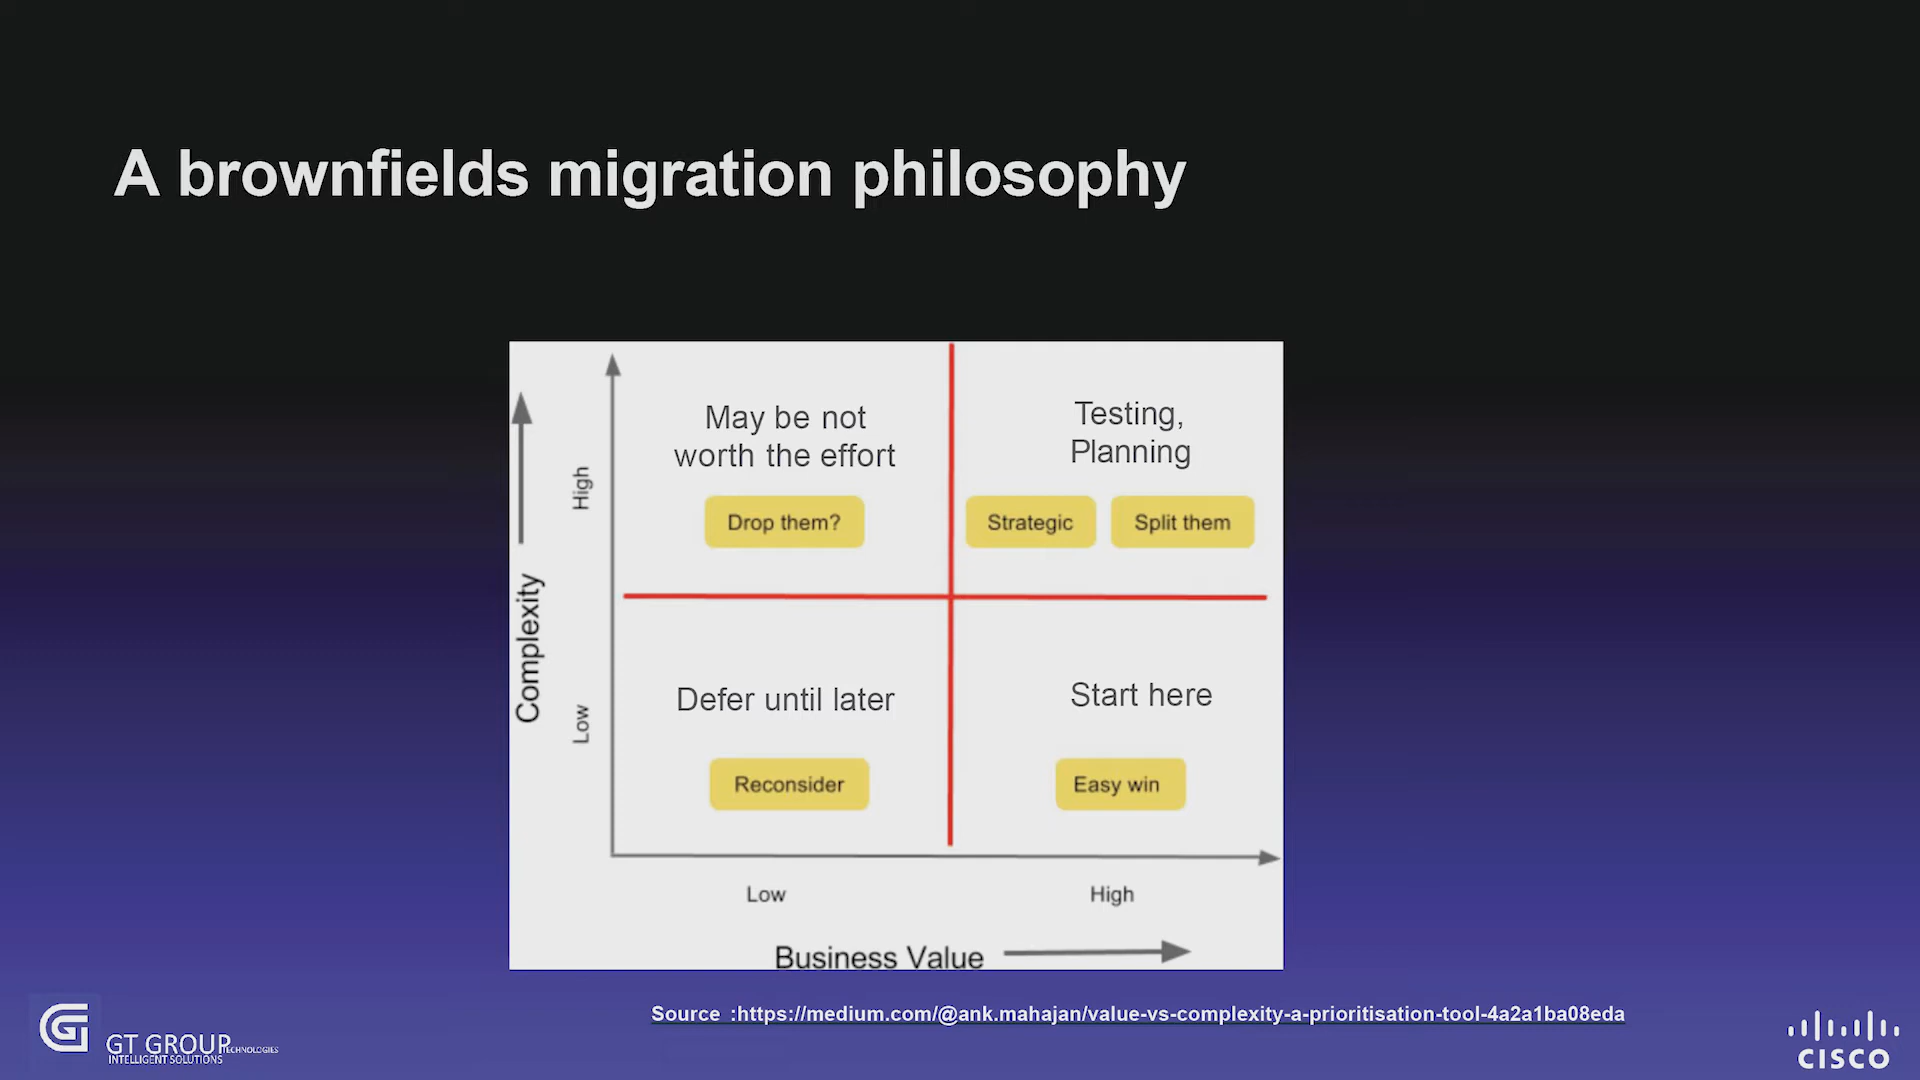 A brownfields migration philosophy
May be not
worth the effort
Drop them?
Testing,
Planning
Strategic
Split them
High
Complexity
Low
Defer until later
Reconsider
Start here
Easy win
Low
High
Business Value
Source :https://medium.com/@ank.mahajan/value-vs-complexity-a-prioritisation-tool-4a2a1ba08eda
GT GROUP TECHNOLOGIES
INTELLIGENT SOLUTIONS
CISCO